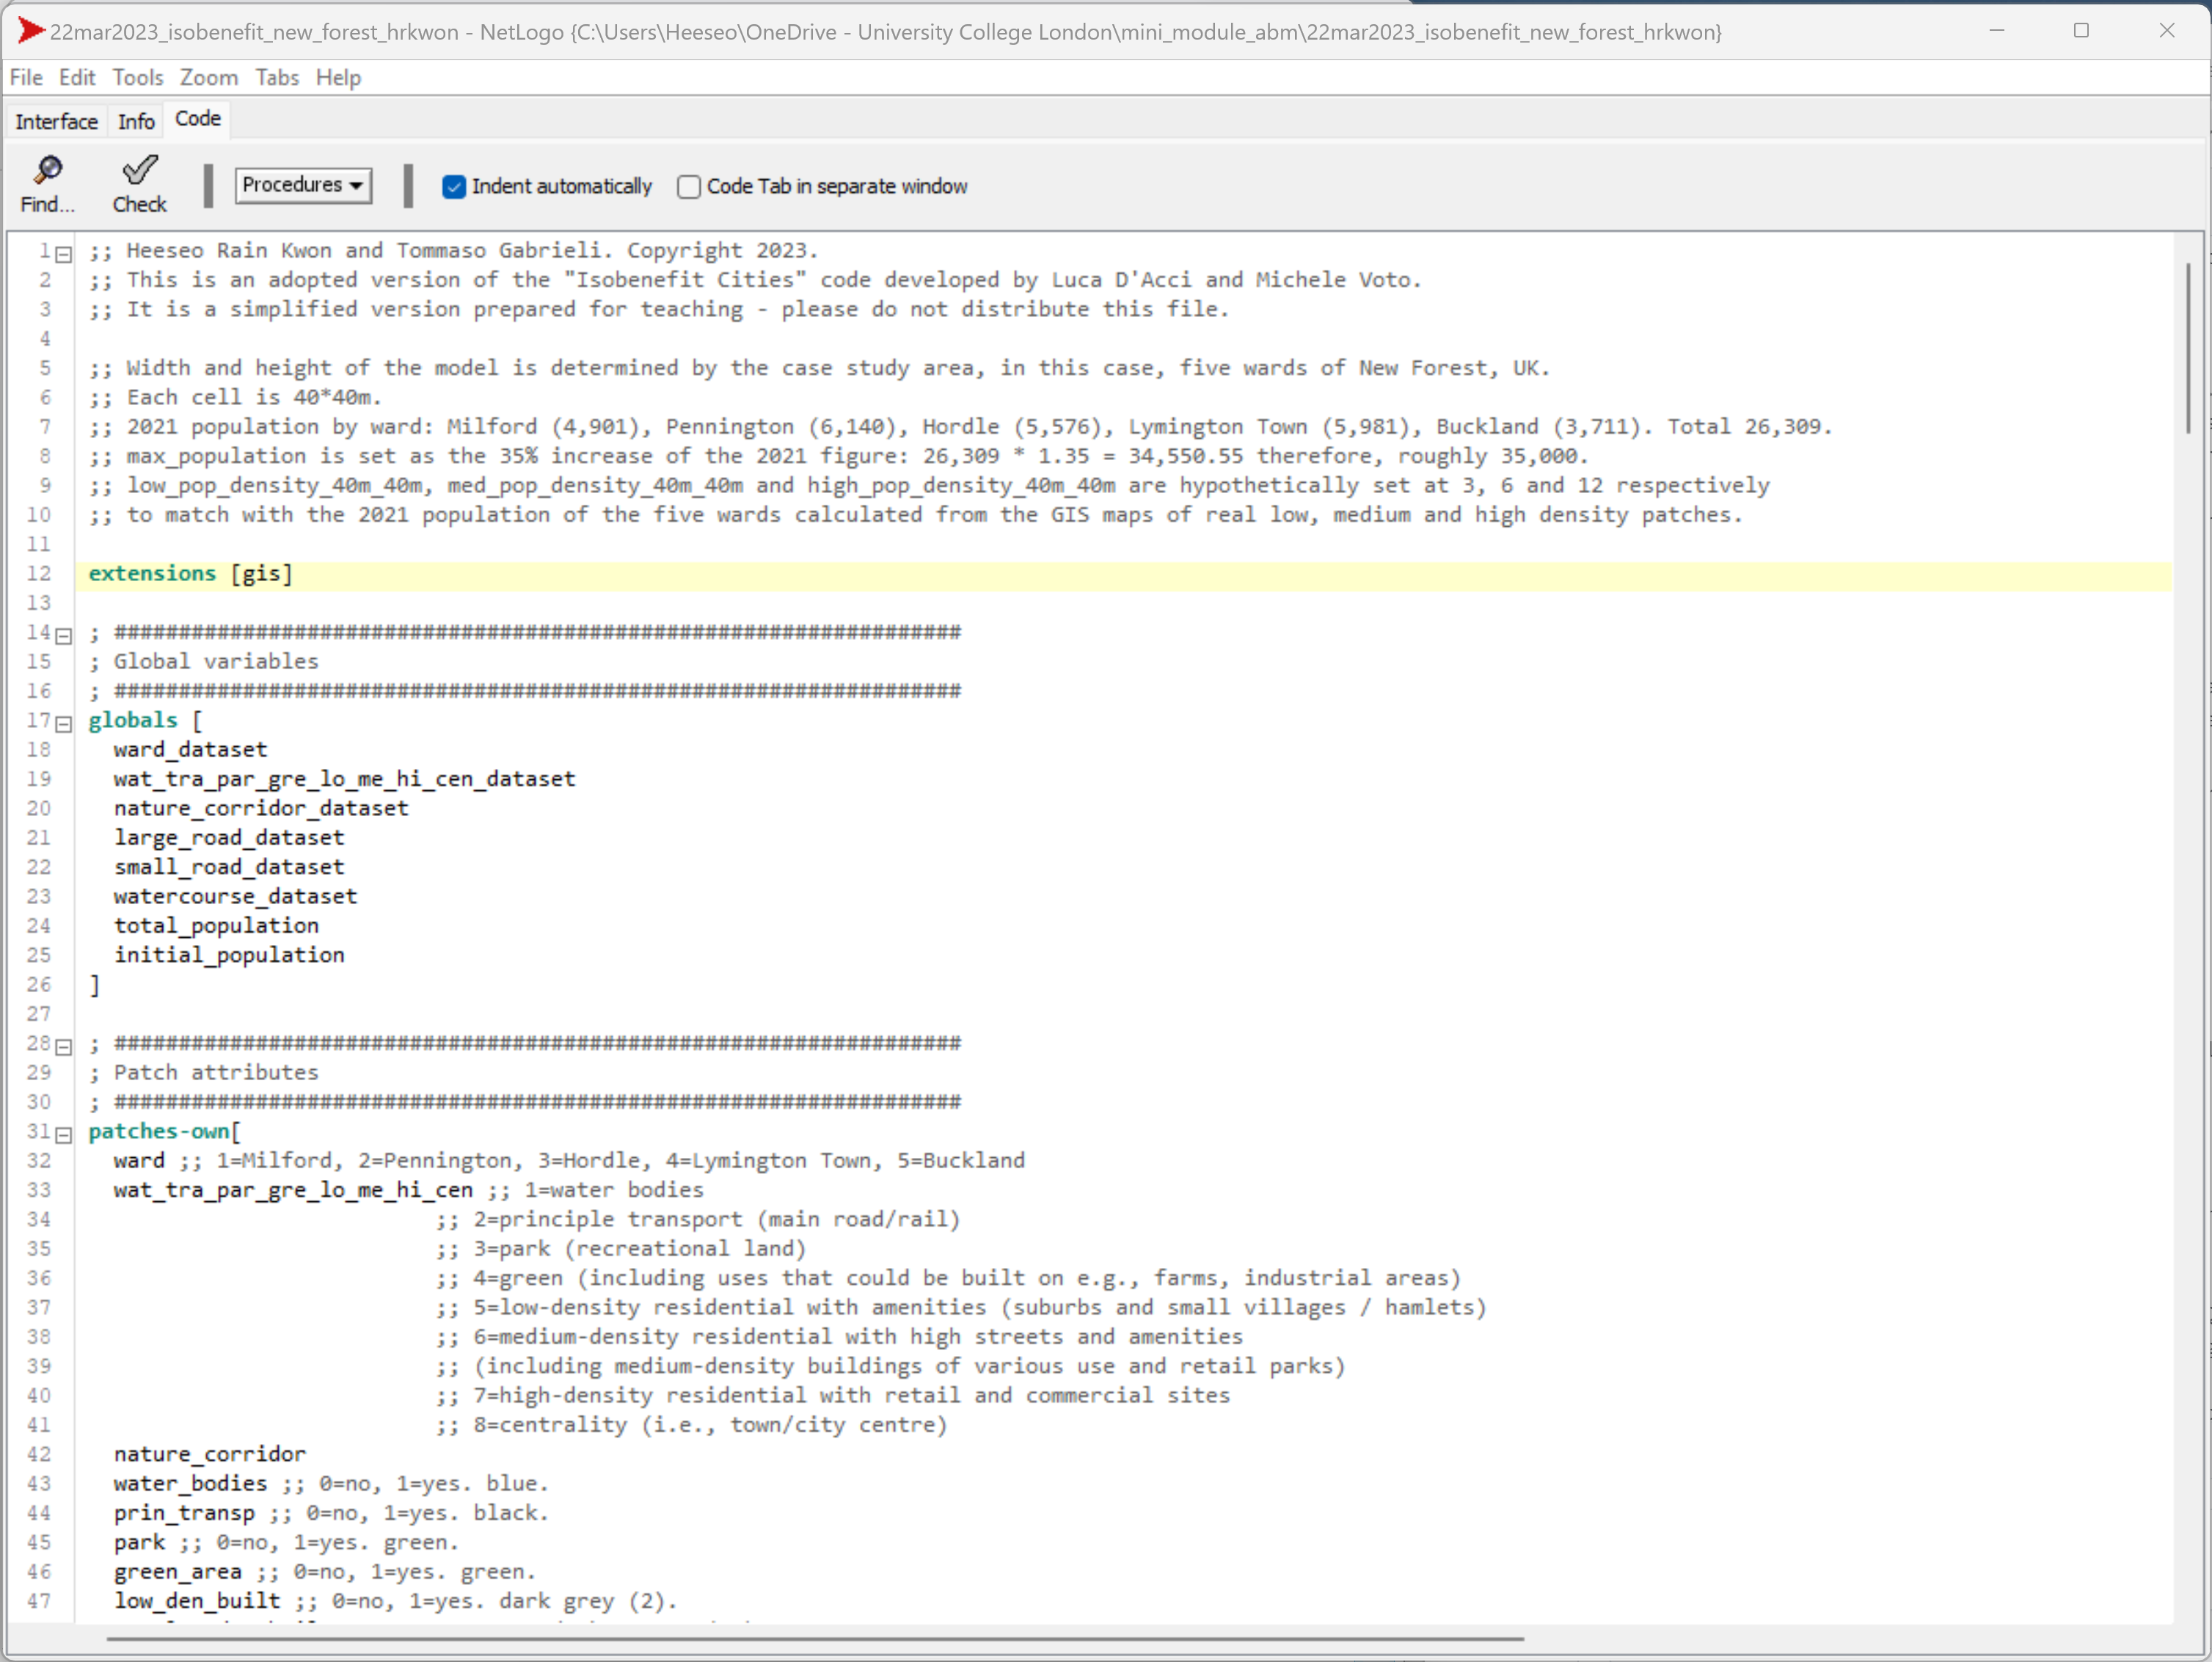 22mar2023_isobenefit_new_forest_hrkwon - NetLogo {C:\Users\Heeseo\OneDrive - University College London\mini_module_abm\22mar2023_isobenefit_new_forest_hrkwon}
File Edit Tools Zoom Tabs Help
Interface Info Code
Find... Check Procedures Indent automatically Code Tab in separate window
1 ;; Heeseo Rain Kwon and Tommaso Gabrieli. Copyright 2023.
2 ;; This is an adopted version of the "Isobenefit Cities" code developed by Luca D'Acci and Michele Voto.
3 ;; It is a simplified version prepared for teaching - please do not distribute this file.
4
5 ;; Width and height of the model is determined by the case study area, in this case, five wards of New Forest, UK.
6 ;; Each cell is 40*40m.
7 ;; 2021 population by ward: Milford (4,901), Pennington (6,140), Hordle (5,576), Lymington Town (5,981), Buckland (3,711). Total 26,309.
8 ;; max_population is set as the 35% increase of the 2021 figure: 26,309 * 1.35 = 34,550.55 therefore, roughly 35,000.
9 ;; low_pop_density_40m_40m, med_pop_density_40m_40m and high_pop_density_40m_40m are hypothetically set at 3, 6 and 12 respectively
10 ;; to match with the 2021 population of the five wards calculated from the GIS maps of real low, medium and high density patches.
11
12 extensions [gis]
13
14 ; ##################################################################
15 ; Global variables
16 ; ##################################################################
17 globals [
18 ward_dataset
19 wat_tra_par_gre_lo_me_hi_cen_dataset
20 nature_corridor_dataset
21 large_road_dataset
22 small_road_dataset
23 watercourse_dataset
24 total_population
25 initial_population
26 ]
27
28 ; ##################################################################
29 ; Patch attributes
30 ; ##################################################################
31 patches-own[
32 ward ;; 1=Milford, 2=Pennington, 3=Hordle, 4=Lymington Town, 5=Buckland
33 wat_tra_par_gre_lo_me_hi_cen ;; 1=water bodies
34 ;; 2=principle transport (main road/rail)
35 ;; 3=park (recreational land)
36 ;; 4=green (including uses that could be built on e.g., farms, industrial areas)
37 ;; 5=low-density residential with amenities (suburbs and small villages / hamlets)
38 ;; 6=medium-density residential with high streets and amenities
39 ;; (including medium-density buildings of various use and retail parks)
40 ;; 7=high-density residential with retail and commercial sites
41 ;; 8=centrality (i.e., town/city centre)
42 nature_corridor
43 water_bodies ;; 0=no, 1=yes. blue.
44 prin_transp ;; 0=no, 1=yes. black.
45 park ;; 0=no, 1=yes. green.
46 green_area ;; 0=no, 1=yes. green.
47 low_den_built ;; 0=no, 1=yes. dark grey (2).